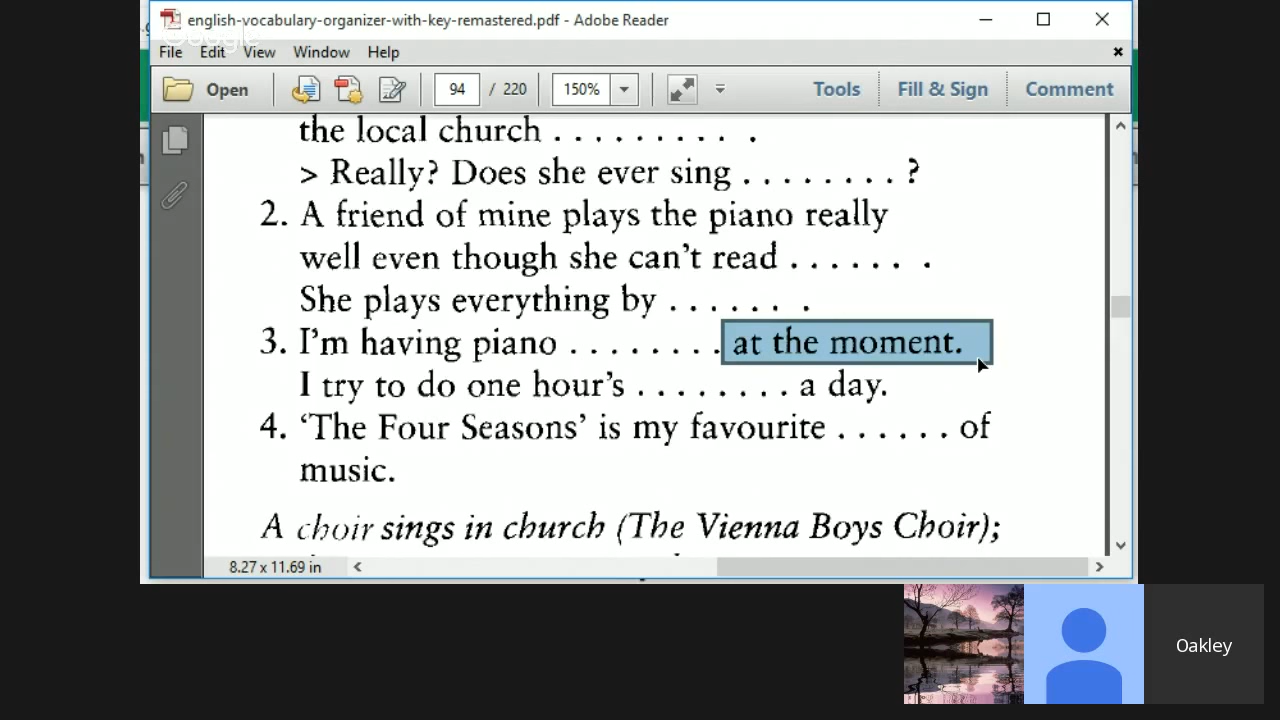 english-vocabulary-organizer-with-key-remastered.pdf - Adobe Reader
Google
File Edit View Window Help
Open 94 / 220 150% Tools Fill & Sign Comment
the local church . . . . . . . . . .
> Really? Does she ever sing . . . . . . . . ?
2. A friend of mine plays the piano really
well even though she can't read . . . . . . .
She plays everything by . . . . . . .
3. I'm having piano . . . . . . . . at the moment.
I try to do one hour's . . . . . . . . a day.
4. 'The Four Seasons' is my favourite . . . . . . of
music.
A choir sings in church (The Vienna Boys Choir);
8.27 x 11.69 in
Oakley